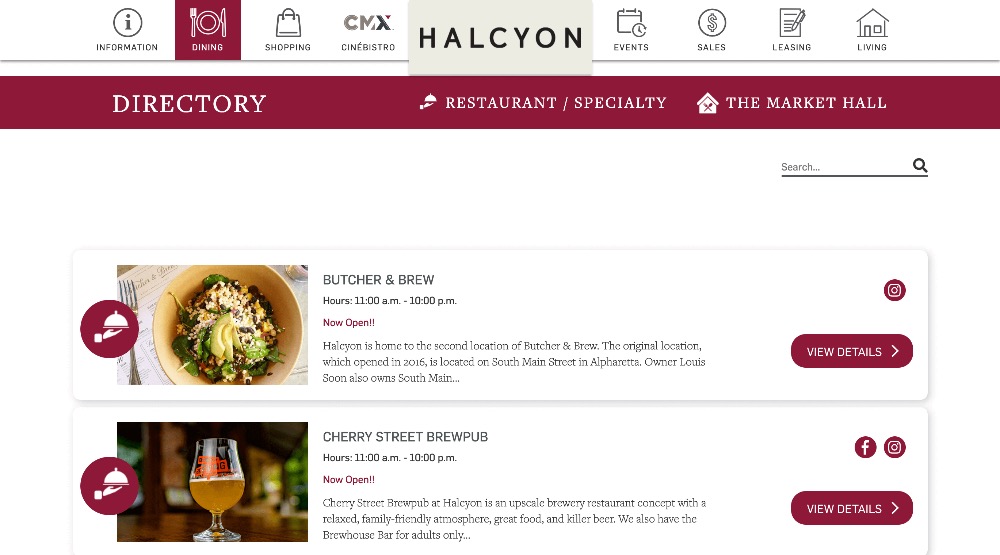 INFORMATION
DINING
SHOPPING
CMX
CINÉBISTRO
HALCYON
EVENTS
SALES
LEASING
LIVING
DIRECTORY
RESTAURANT / SPECIALTY
THE MARKET HALL
Search...
BUTCHER & BREW
Hours: 11:00 a.m. - 10:00 p.m.
Now Open!!
Halcyon is home to the second location of Butcher & Brew. The original location,
which opened in 2016, is located on South Main Street in Alpharetta. Owner Louis
Soon also owns South Main...
VIEW DETAILS
CHERRY STREET BREWPUB
Hours: 11:00 a.m. - 10:00 p.m.
Now Open!!
Cherry Street Brewpub at Halcyon is an upscale brewery restaurant concept with a
relaxed, family-friendly atmosphere, great food, and killer beer. We also have the
Brewhouse Bar for adults only...
VIEW DETAILS